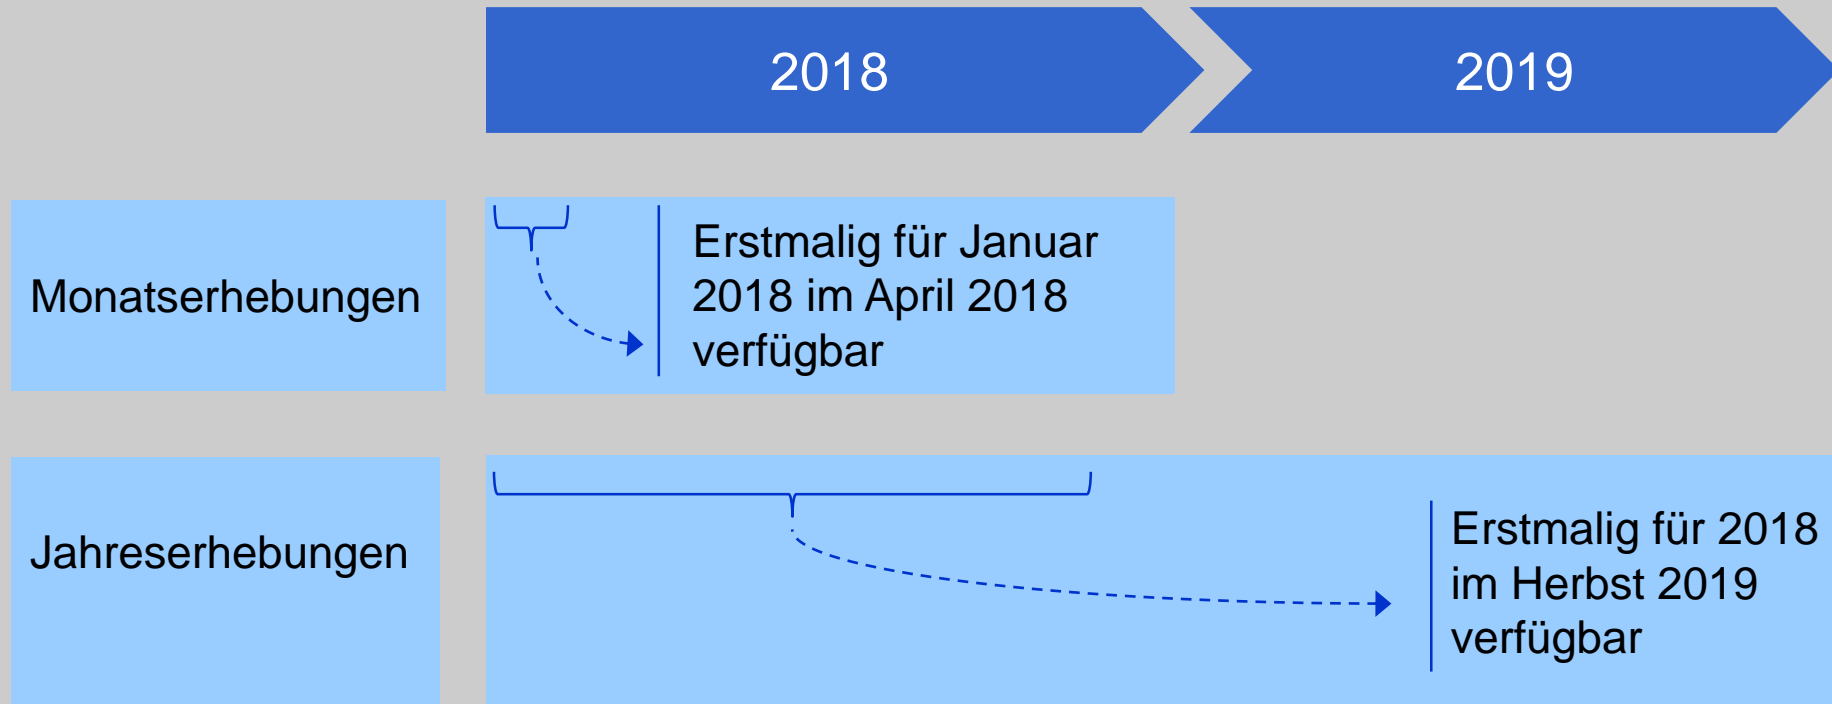 2018
2019
Monatserhebungen
Erstmalig für Januar
2018 im April 2018
verfügbar
Jahreserhebungen
Erstmalig für 2018
im Herbst 2019
verfügbar